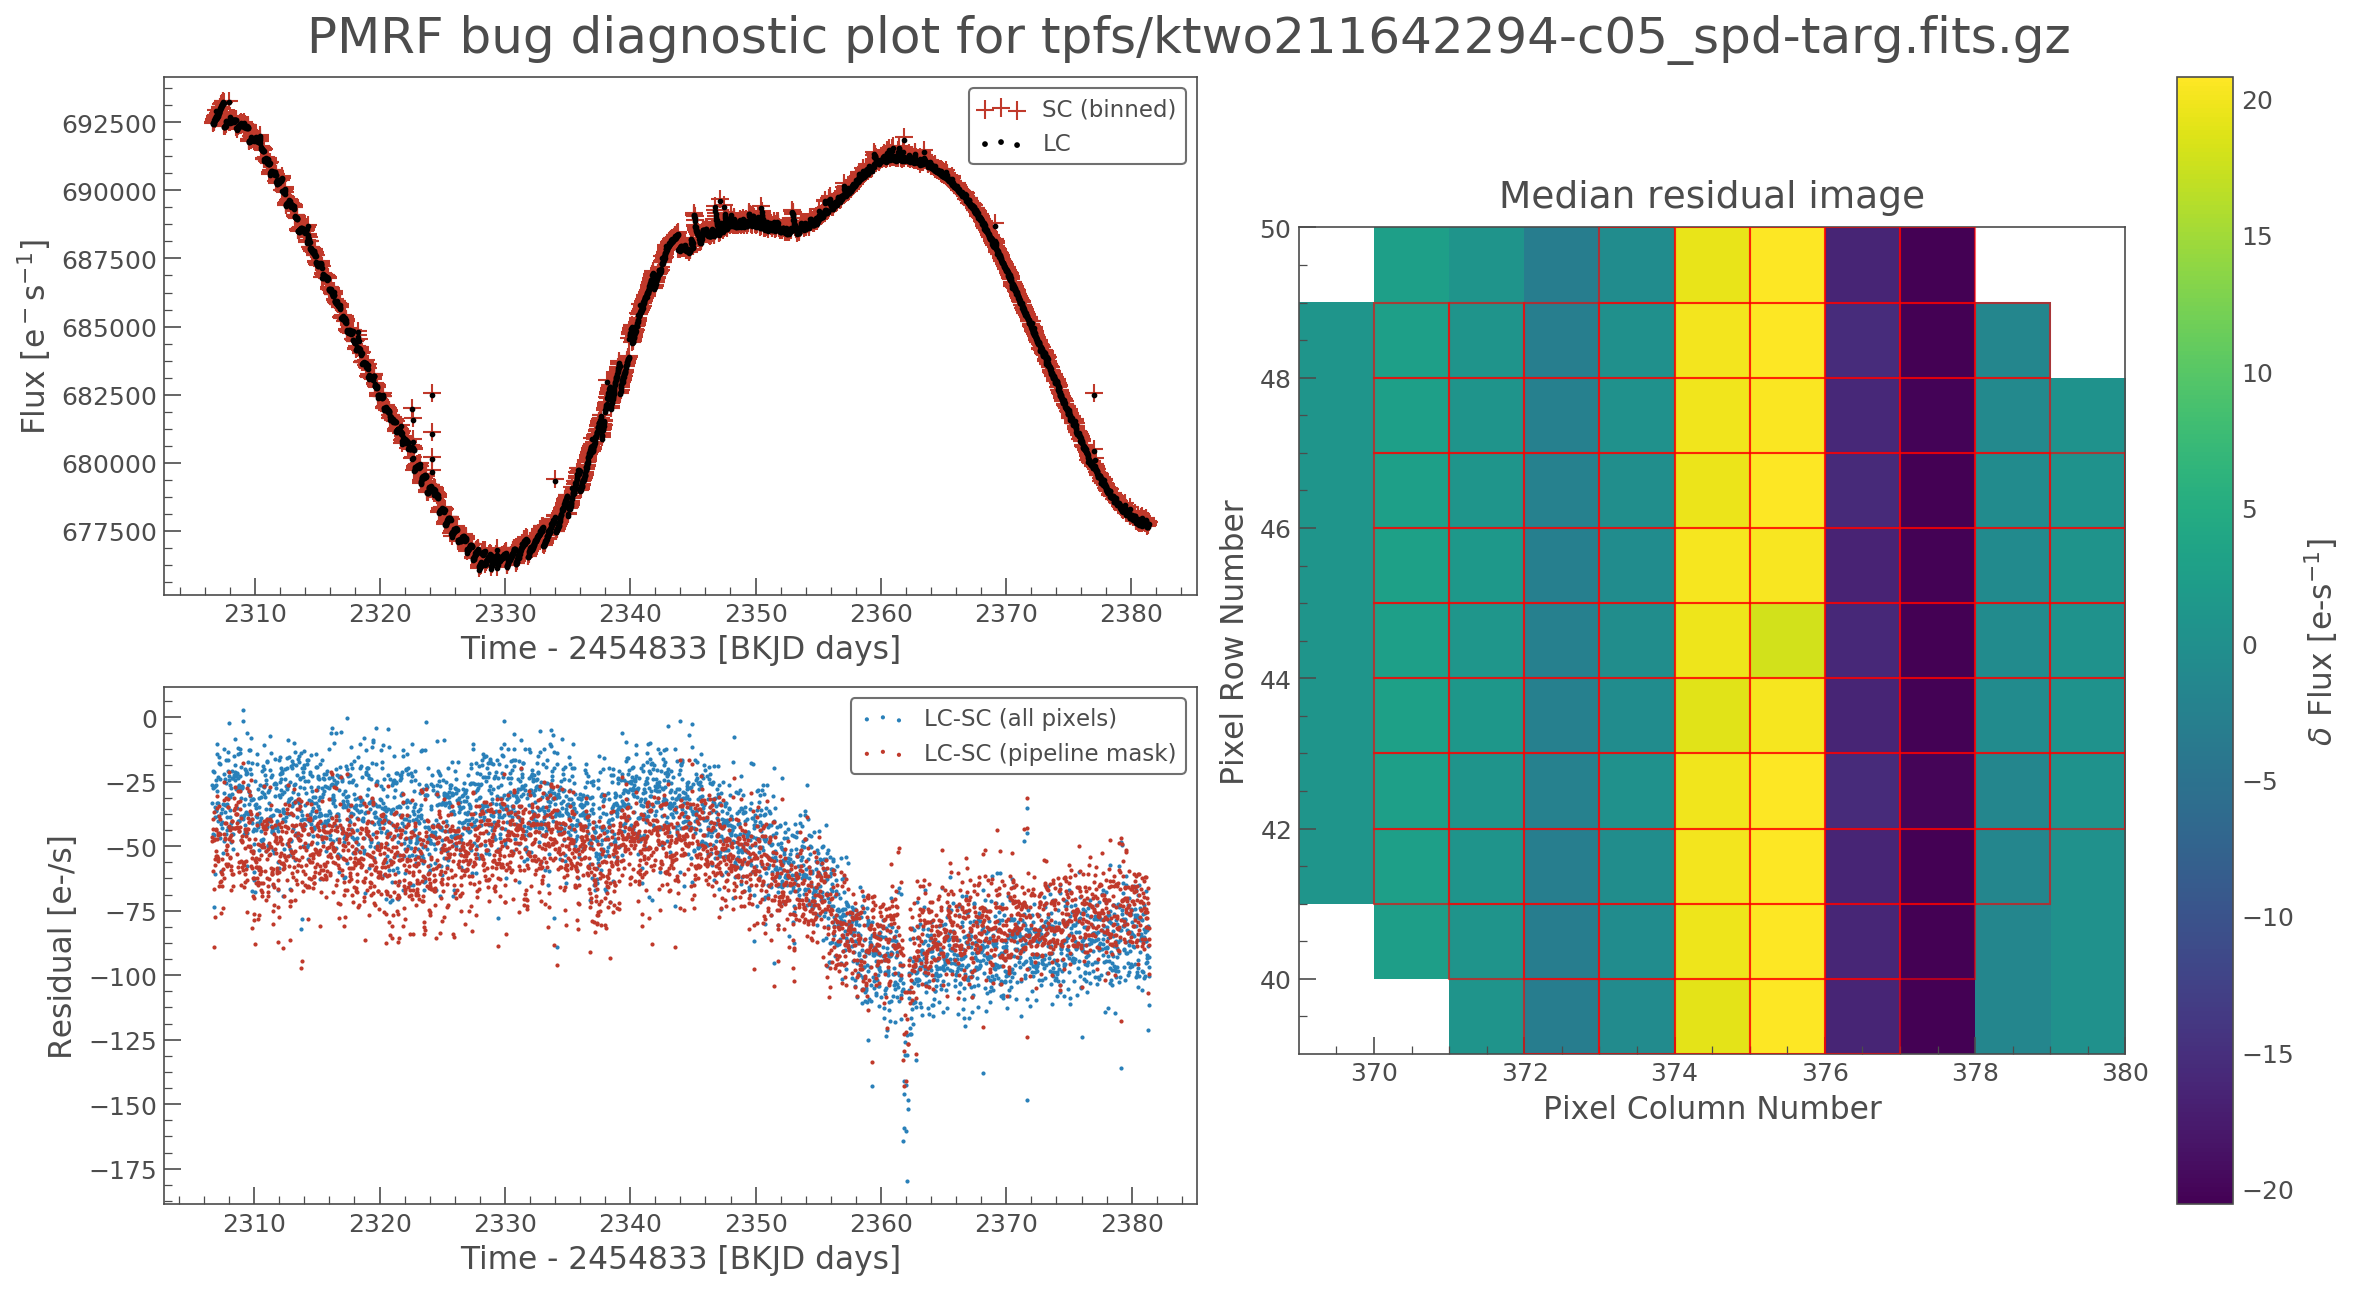 PMRF bug diagnostic plot for tpfs/ktwo211642294-c05_spd-targ.fits.gz
SC (binned)
LC
692500
690000
687500
685000
682500
680000
677500
Flux [e⁻ s⁻¹]
2310 2320 2330 2340 2350 2360 2370 2380
Time - 2454833 [BKJD days]
LC-SC (all pixels)
LC-SC (pipeline mask)
0
−25
−50
−75
−100
−125
−150
−175
Residual [e-/s]
2310 2320 2330 2340 2350 2360 2370 2380
Time - 2454833 [BKJD days]
Median residual image
50
48
46
44
42
40
Pixel Row Number
370 372 374 376 378 380
Pixel Column Number
20
15
10
5
0
−5
−10
−15
−20
δ Flux [e-s⁻¹]